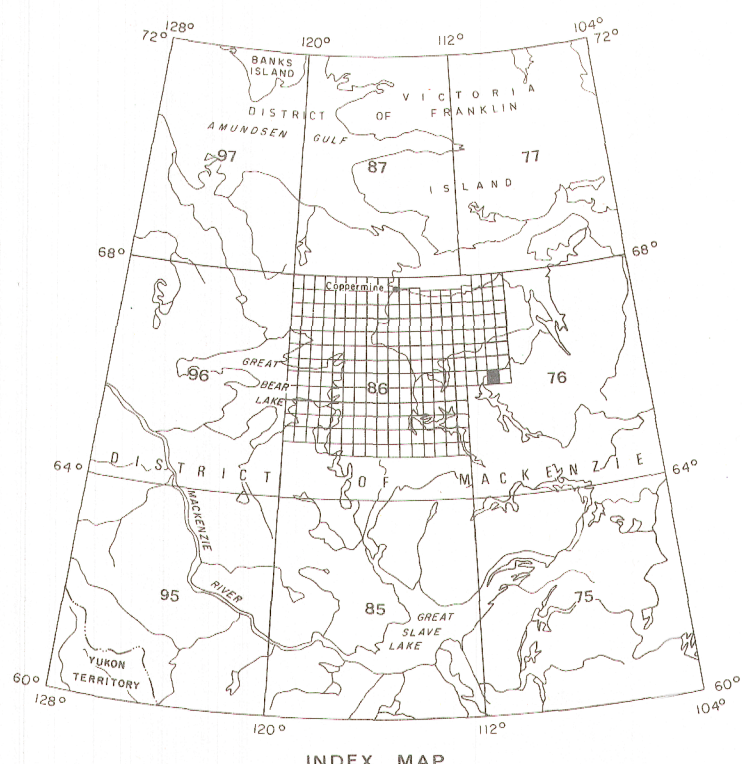 128°
120°
112°
104°
72°
72°
BANKS
ISLAND
VICTORIA
DISTRICT OF FRANKLIN
AMUNDSEN GULF
97
87
77
ISLAND
68°
68°
Coppermine
GREAT
96
BEAR
LAKE
86
76
DISTRICT OF MACKENZIE
64°
64°
MACKENZIE
RIVER
95
85
75
GREAT
SLAVE
LAKE
YUKON
TERRITORY
60°
60°
128°
120°
112°
104°
INDEX MAP